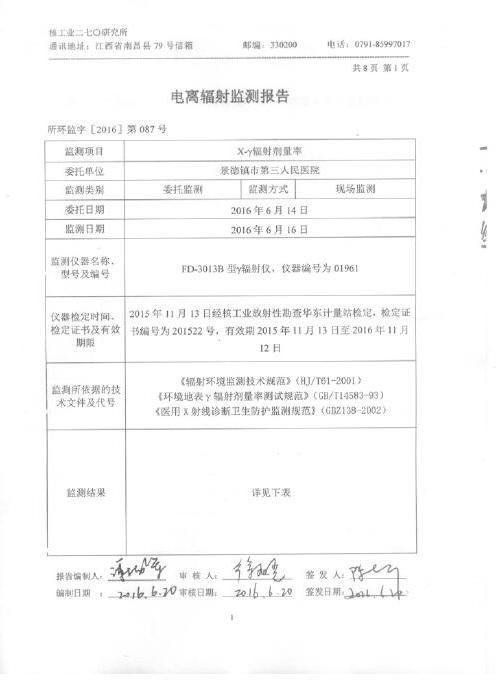 核工业二七〇研究所
通讯地址：江西省南昌县79号信箱 邮编：330200 电话：0791-85997017
共8页 第1页
电离辐射监测报告
所环监字［2016］第087号
监测项目 X-γ辐射剂量率
委托单位 景德镇市第三人民医院
监测类别 委托监测 监测方式 现场监测
委托日期 2016年6月14日
监测日期 2016年6月16日
监测仪器名称、
型号及编号
FD-3013B型γ辐射仪，仪器编号为01961
仪器检定时间、
检定证书及有效
期限
2015年11月13日经核工业放射性勘查华东计量站检定，检定证
书编号为201522号，有效期2015年11月13日至2016年11月
12日
监测所依据的技
术文件及代号
《辐射环境监测技术规范》（HJ/T61-2001）
《环境地表γ辐射剂量率测试规范》（GB/T14583-93）
《医用X射线诊断卫生防护监测规范》（GBZ138-2002）
监测结果 详见下表
报告编制人： 审核人： 签发人：
编制日期：2016.6.20 审核日期：2016.6.20 签发日期：2016.6.20
1